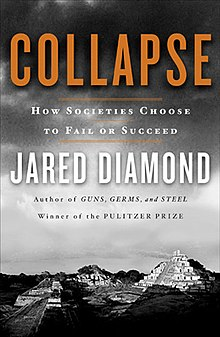 COLLAPSE
HOW SOCIETIES CHOOSE
TO FAIL OR SUCCEED
JARED DIAMOND
Author of GUNS, GERMS, and STEEL
Winner of the PULITZER PRIZE